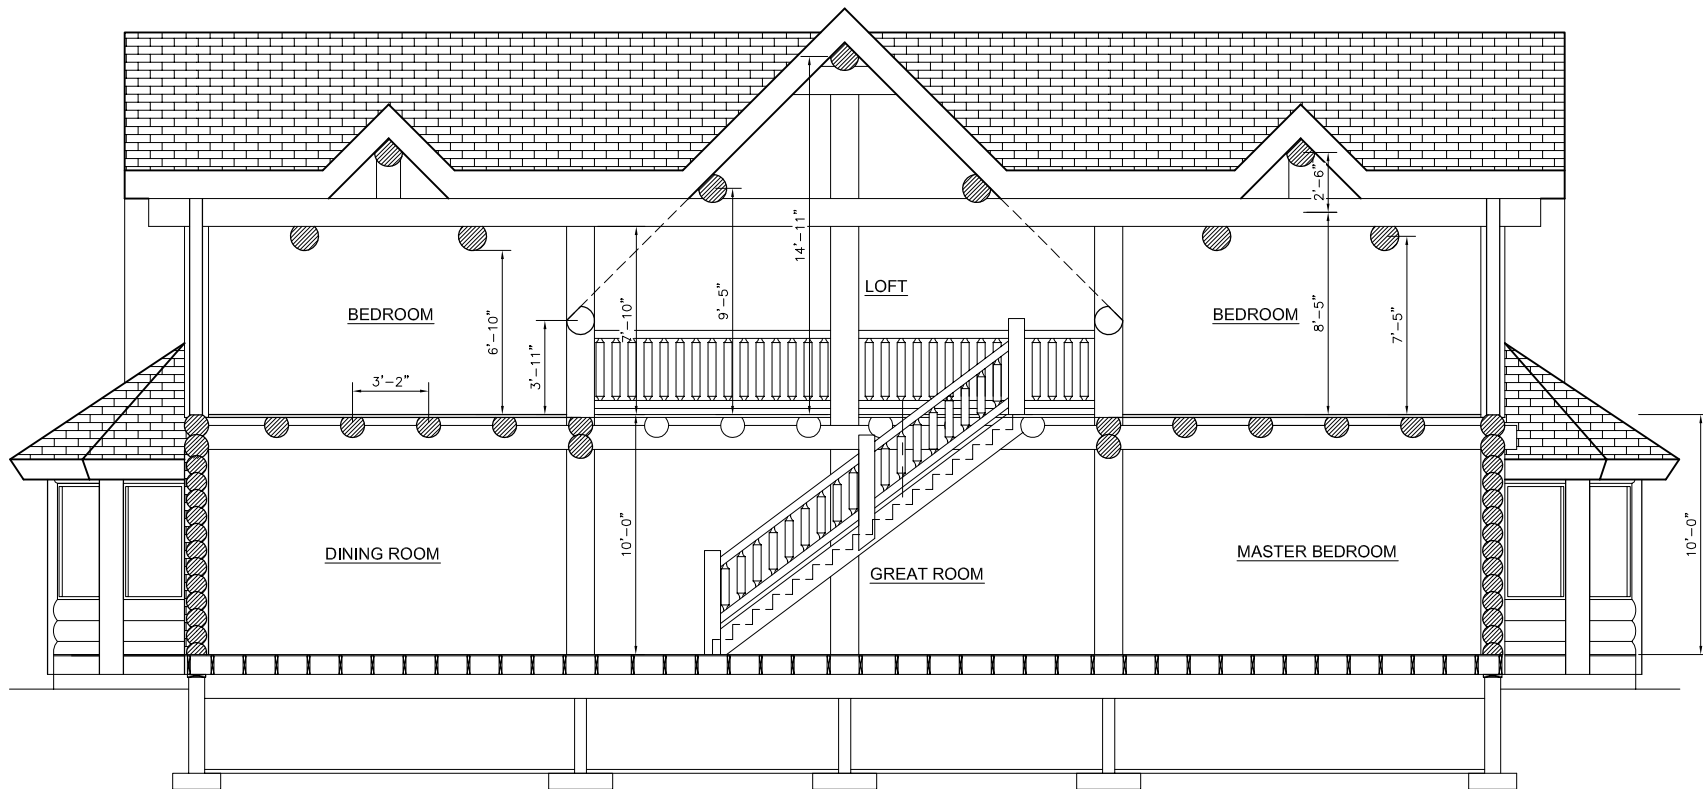 2'-6"
14'-11"
LOFT
9'-5"
7'-10"
BEDROOM
BEDROOM
6'-10"
8'-5"
7'-5"
3'-11"
3'-2"
10'-0"
10'-0"
DINING ROOM
MASTER BEDROOM
GREAT ROOM